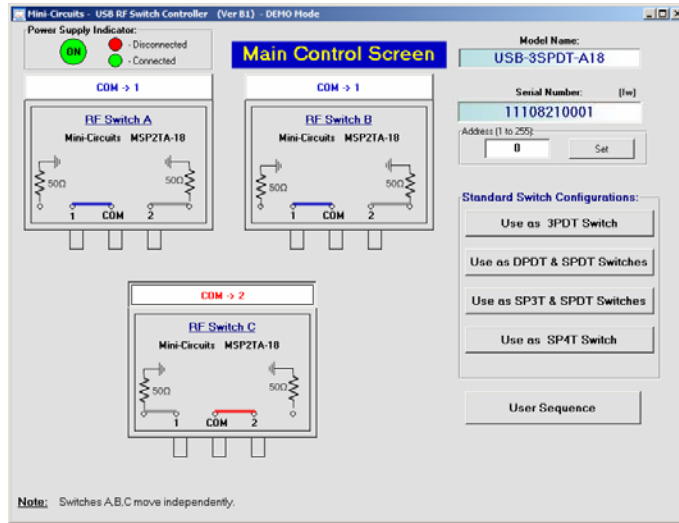 Mini-Circuits - USB RF Switch Controller (Ver B1) - DEMO Mode
Power Supply Indicator:
ON
- Disconnected
- Connected
Main Control Screen
Model Name:
USB-3SPDT-A18
Serial Number:
11108210001
Address (1 to 255):
0
Set
COM -> 1
RF Switch A
Mini-Circuits MSP2TA-18
50Ω
50Ω
1 COM 2
COM -> 1
RF Switch B
Mini-Circuits MSP2TA-18
50Ω
50Ω
1 COM 2
COM -> 2
RF Switch C
Mini-Circuits MSP2TA-18
50Ω
50Ω
1 COM 2
Standard Switch Configurations:
Use as 3PDT Switch
Use as DPDT & SPDT Switches
Use as SP3T & SPDT Switches
Use as SP4T Switch
User Sequence
Note: Switches A,B,C move independently.